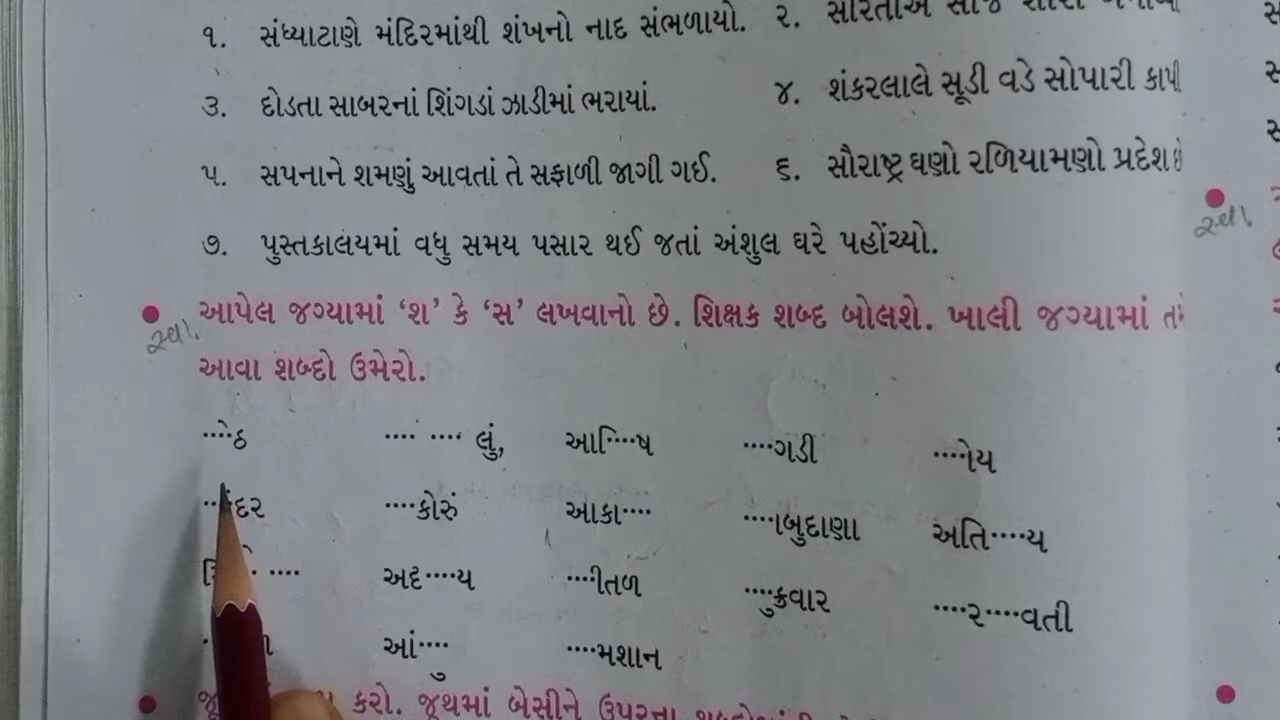 ૧. સંધ્યાટાણે મંદિરમાંથી શંખનો નાદ સંભળાયો. ૨.
૩. દોડતા સાબરનાં શિંગડાં ઝાડીમાં ભરાયાં. ૪. શંકરલાલે સૂડી વડે સોપારી કાપી
૫. સપનાને શમણું આવતાં તે સફાળી જાગી ગઈ. ૬. સૌરાષ્ટ્ર ઘણો રળિયામણો પ્રદેશ છે
૭. પુસ્તકાલયમાં વધુ સમય પસાર થઈ જતાં અંશુલ ઘરે પહોંચ્યો.
સ્વા.
• આપેલ જગ્યામાં ‘શ’ કે ‘સ’ લખવાનો છે. શિક્ષક શબ્દ બોલશે. ખાલી જગ્યામાં
સ્વા.
આવા શબ્દો ઉમેરો.
....ેઠ .... .... લું, આ....િષ ....ગડી ....ેય
....ુંદર ....કોરું આકા.... ....ાબુદાણા અતિ....ય
અદ....ય ....ીતળ ....ુક્રવાર ....ર....વતી
આં....ુ ....મશાન
કરો. જૂથમાં બેસીને ઉપરના